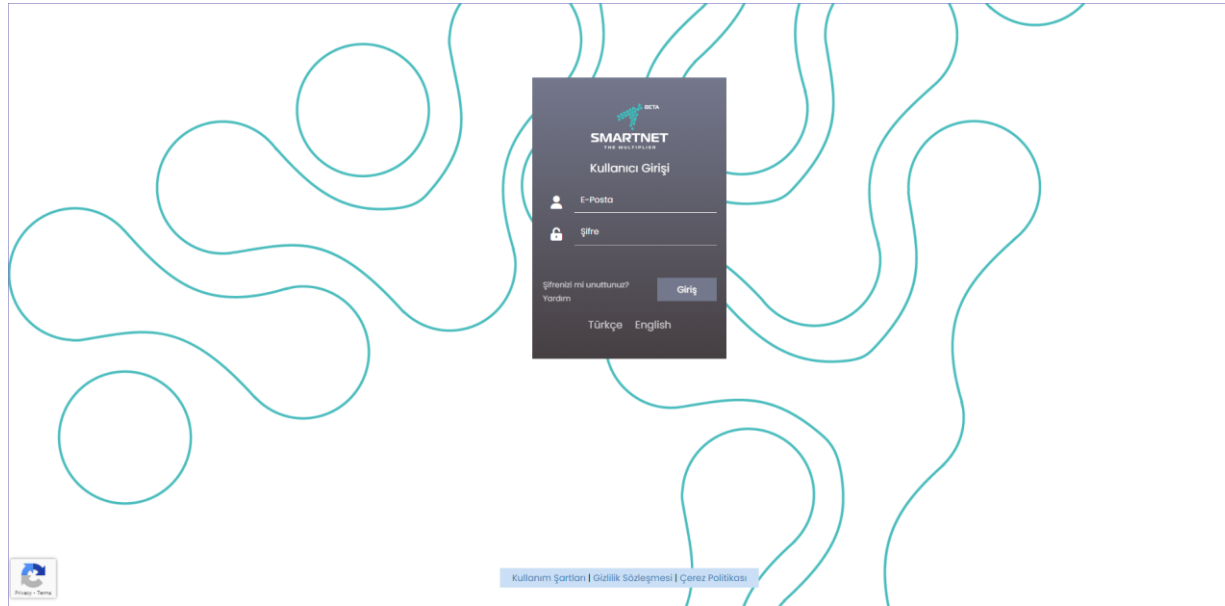 BETA
SMARTNET
THE MULTIPLIER
Kullanıcı Girişi
E-Posta
Şifre
Şifrenizi mi unuttunuz?
Yardım
Giriş
Türkçe English
Kullanım Şartları | Gizlilik Sözleşmesi | Çerez Politikası
Privacy - Terms